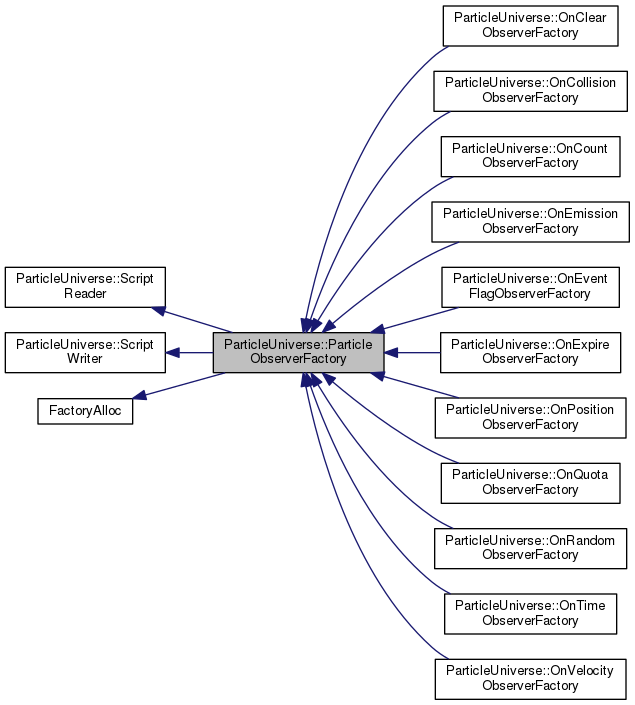 ParticleUniverse::OnClear
ObserverFactory
ParticleUniverse::OnCollision
ObserverFactory
ParticleUniverse::OnCount
ObserverFactory
ParticleUniverse::OnEmission
ObserverFactory
ParticleUniverse::Script
Reader
ParticleUniverse::OnEvent
FlagObserverFactory
ParticleUniverse::Script
Writer
ParticleUniverse::Particle
ObserverFactory
ParticleUniverse::OnExpire
ObserverFactory
FactoryAlloc
ParticleUniverse::OnPosition
ObserverFactory
ParticleUniverse::OnQuota
ObserverFactory
ParticleUniverse::OnRandom
ObserverFactory
ParticleUniverse::OnTime
ObserverFactory
ParticleUniverse::OnVelocity
ObserverFactory